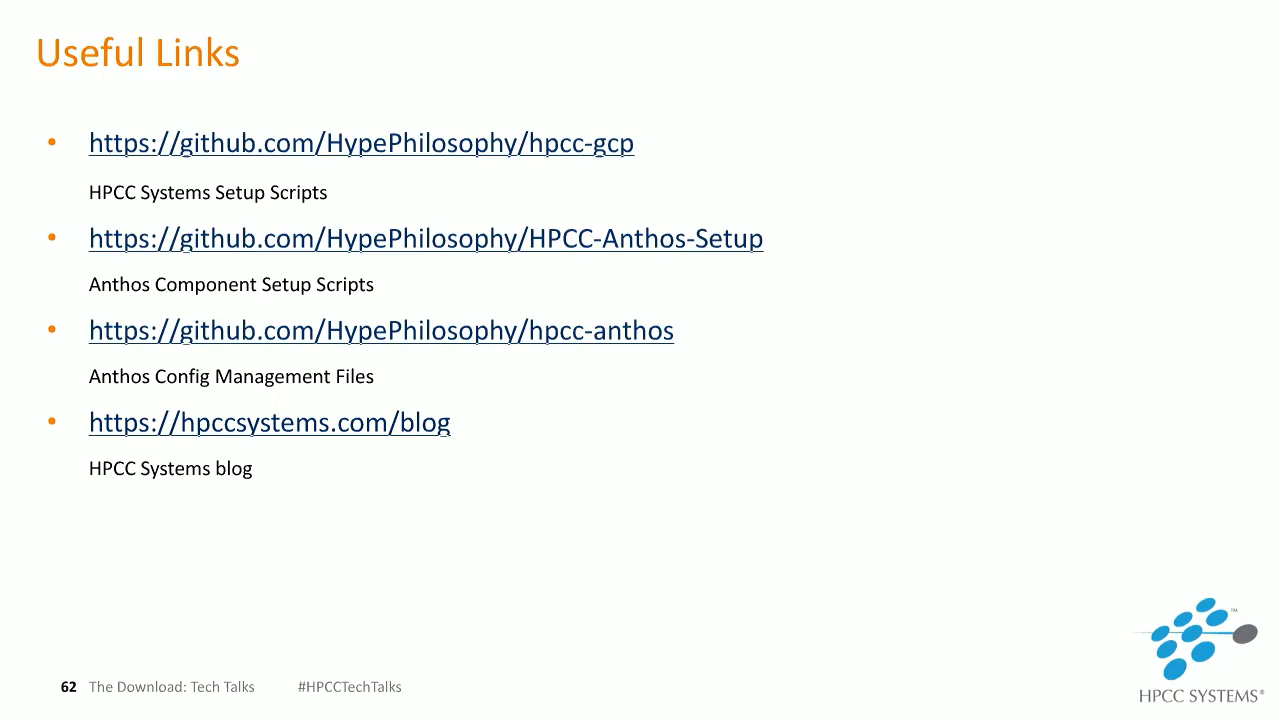 Useful Links
• https://github.com/HypePhilosophy/hpcc-gcp
HPCC Systems Setup Scripts
• https://github.com/HypePhilosophy/HPCC-Anthos-Setup
Anthos Component Setup Scripts
• https://github.com/HypePhilosophy/hpcc-anthos
Anthos Config Management Files
• https://hpccsystems.com/blog
HPCC Systems blog
™
HPCC SYSTEMS®
62 The Download: Tech Talks #HPCCTechTalks